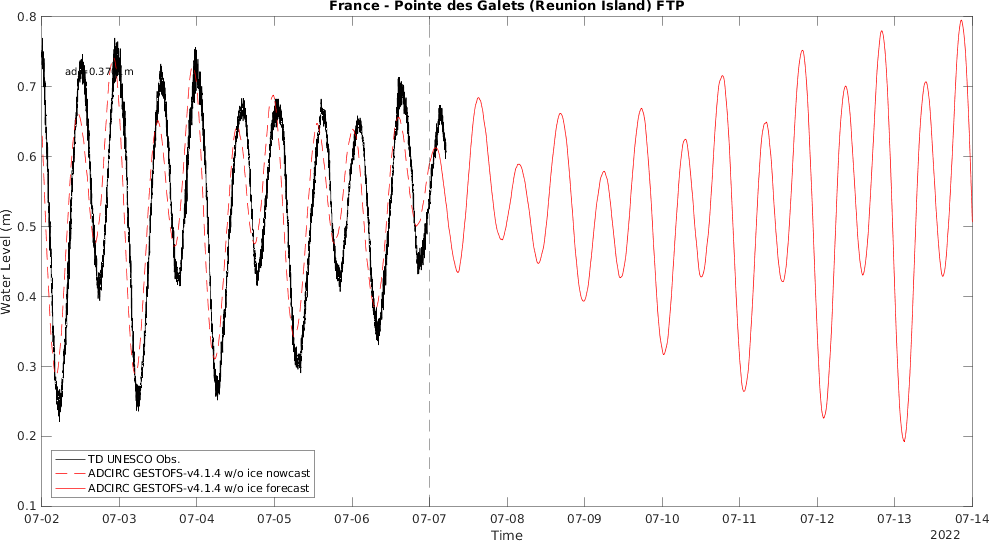 France - Pointe des Galets (Reunion Island) FTP
0.8
0.7
0.6
0.5
0.4
0.3
0.2
0.1
Water Level (m)
TD UNESCO Obs.
ADCIRC GESTOFS-v4.1.4 w/o ice nowcast
ADCIRC GESTOFS-v4.1.4 w/o ice forecast
07-02 07-03 07-04 07-05 07-06 07-07 07-08 07-09 07-10 07-11 07-12 07-13 07-14
Time
2022